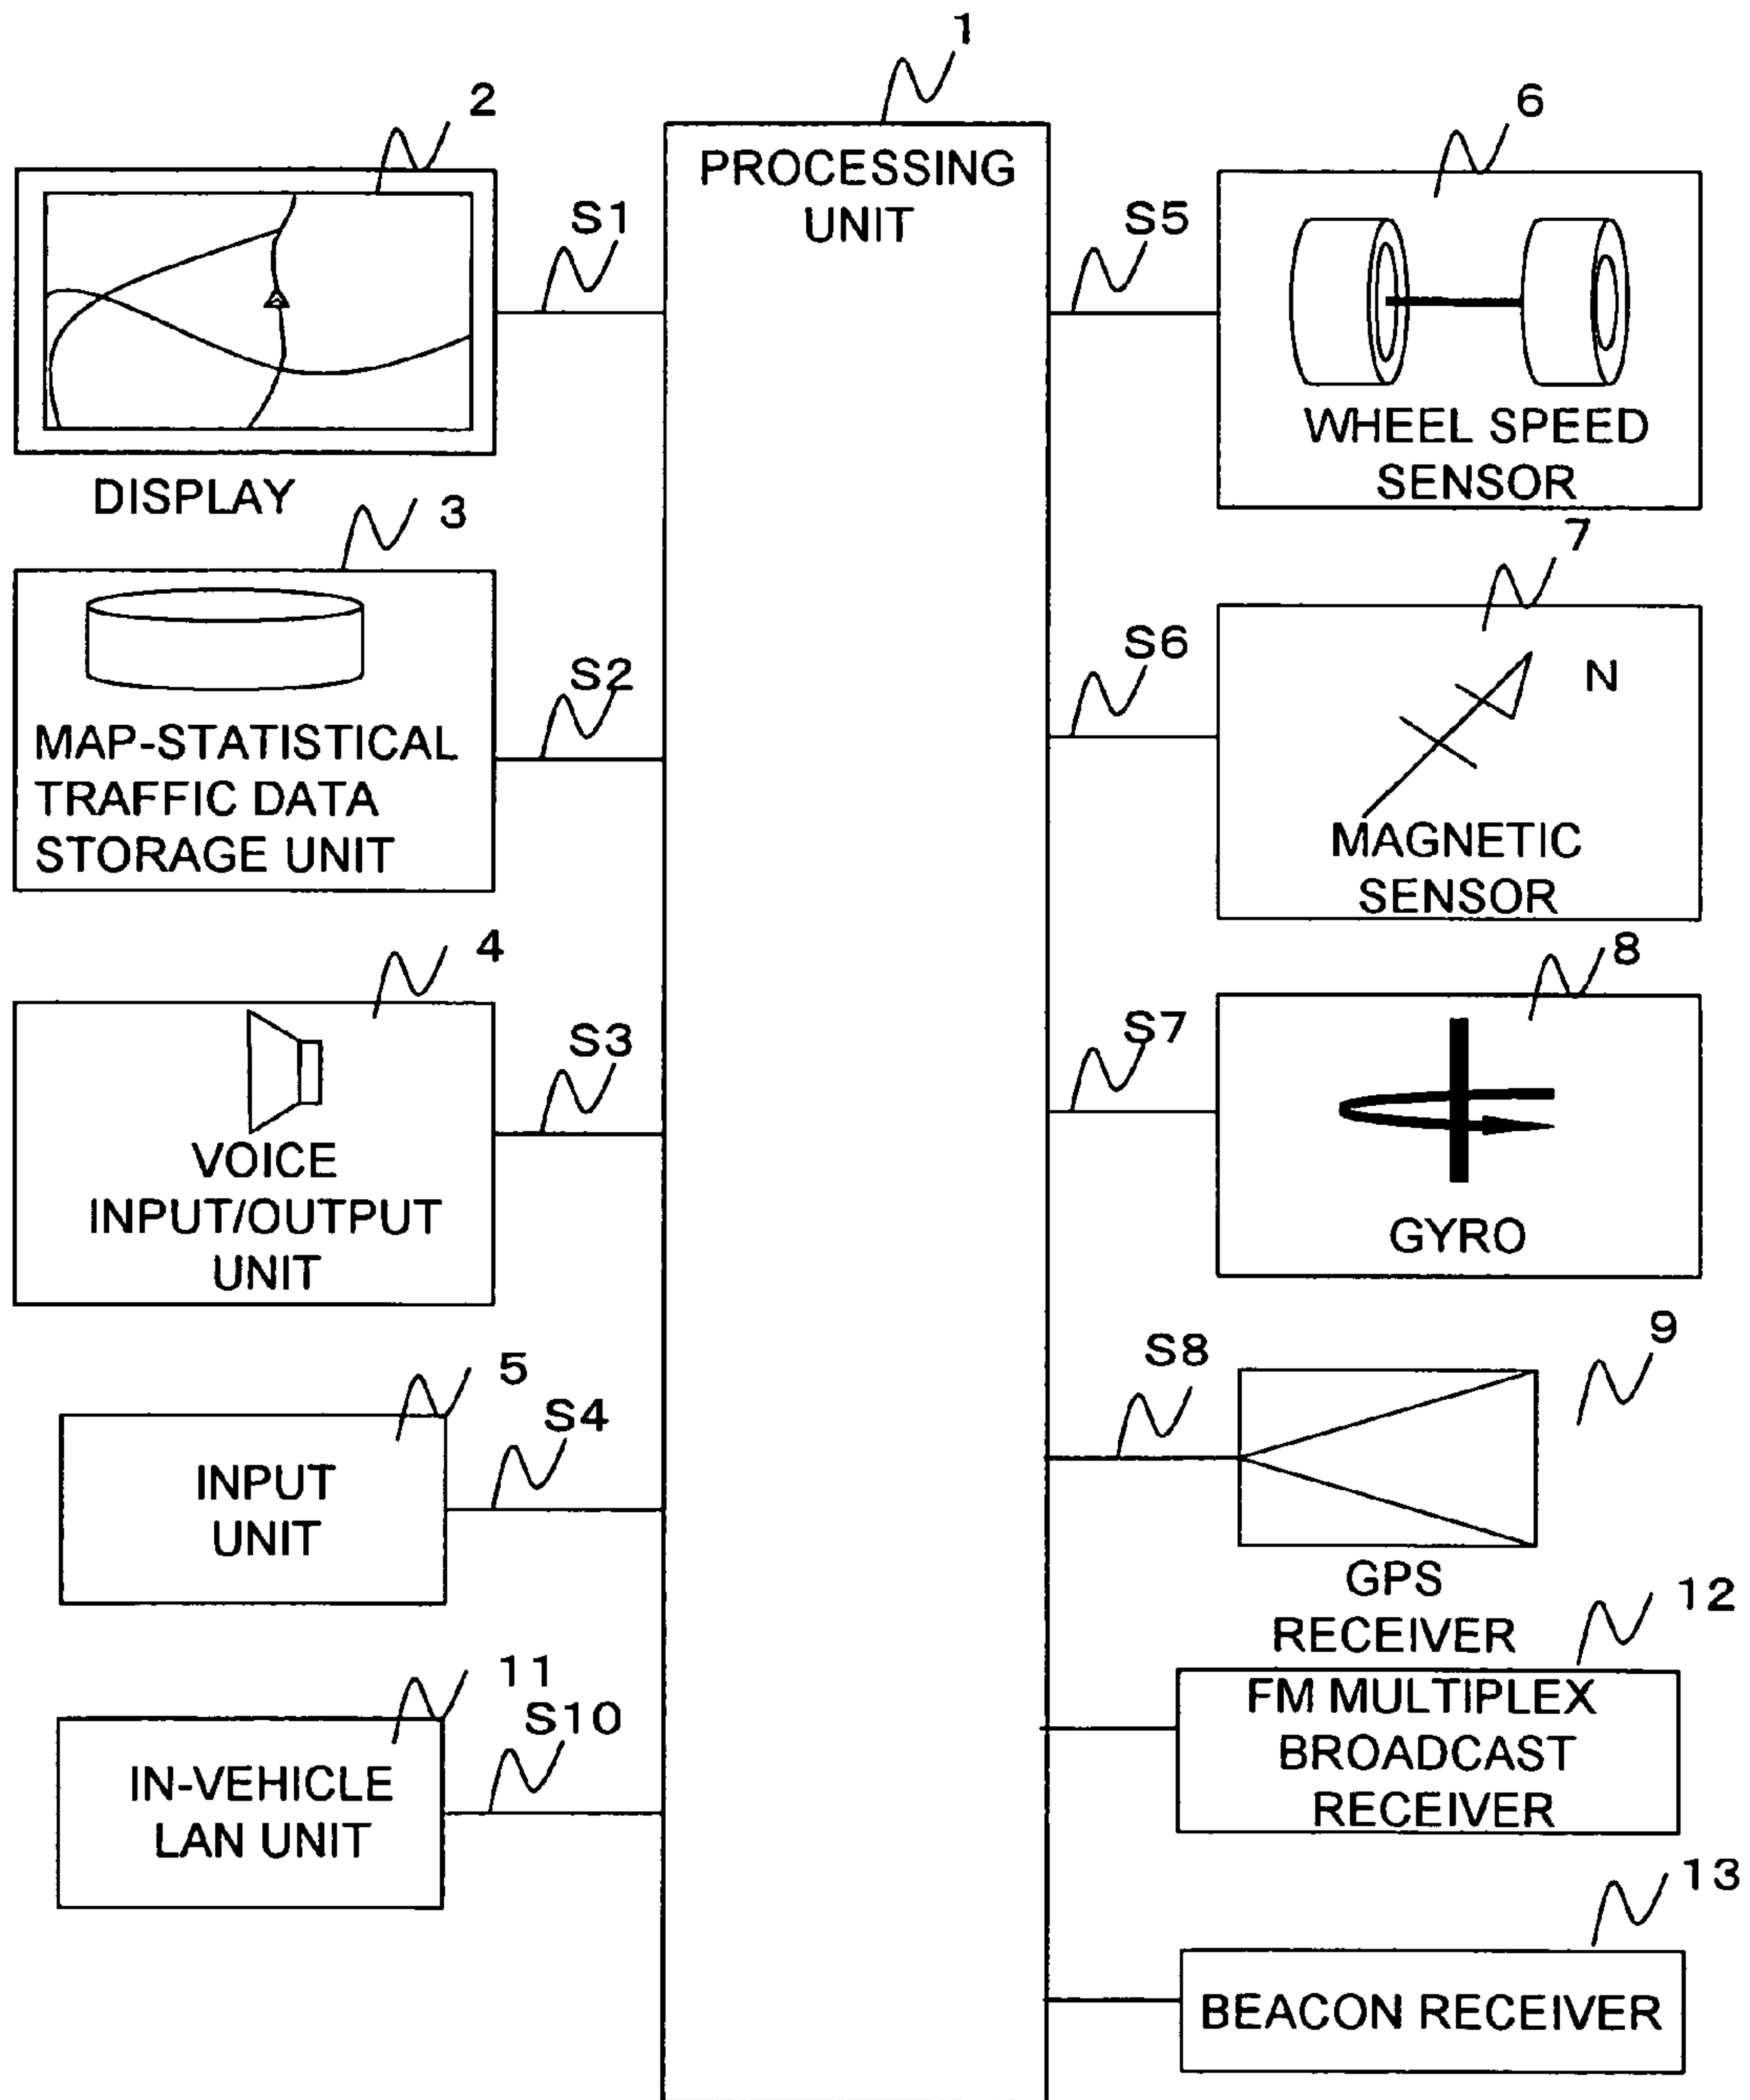 1
PROCESSING
UNIT
2
S1
DISPLAY
3
S2
MAP-STATISTICAL
TRAFFIC DATA
STORAGE UNIT
4
S3
VOICE
INPUT/OUTPUT
UNIT
5
S4
INPUT
UNIT
11
S10
IN-VEHICLE
LAN UNIT
6
S5
WHEEL SPEED
SENSOR
7
S6
N
MAGNETIC
SENSOR
8
S7
GYRO
9
S8
GPS
RECEIVER
12
FM MULTIPLEX
BROADCAST
RECEIVER
13
BEACON RECEIVER